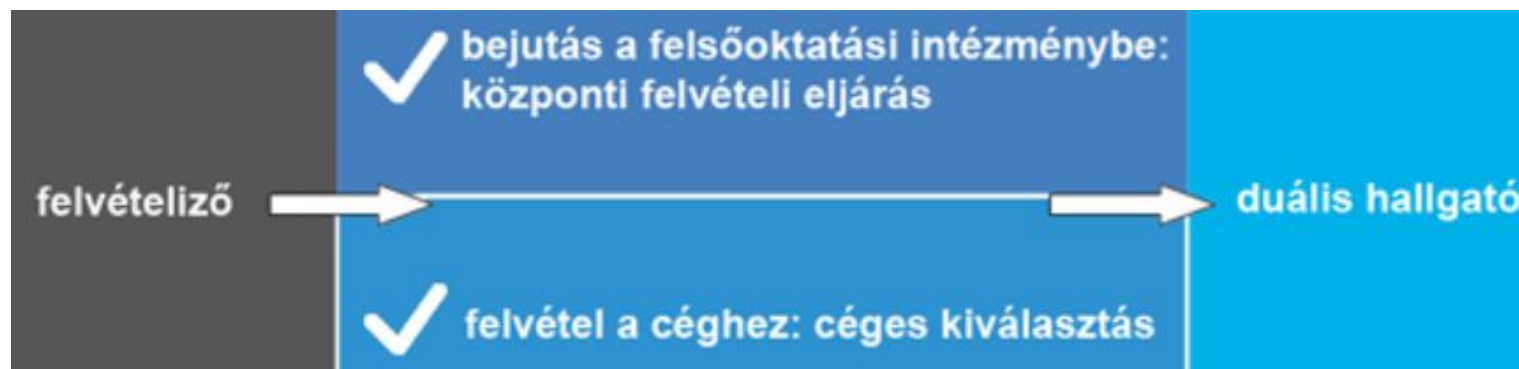 bejutás a felsőoktatási intézménybe:
központi felvételi eljárás
felvételiző
duális hallgató
felvétel a céghez: céges kiválasztás